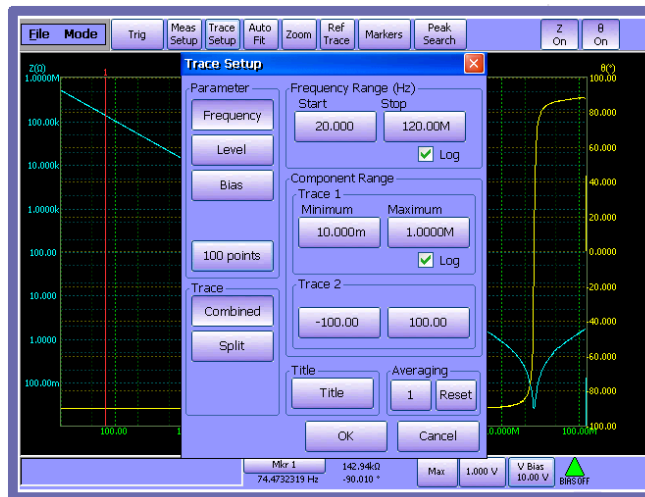 File Mode Trig Meas Setup Trace Setup Auto Fit Zoom Ref Trace Markers Peak Search Z On θ On
Trace Setup
Z(Ω)
θ(°)
1
1.0000M
100.00k
10.000k
1.0000k
100.00
10.000
1.0000
100.00m
100.00
80.000
60.000
40.000
20.000
0.0000
-20.000
-40.000
-60.000
-80.000
-100.00
Parameter
Frequency
Level
Bias
100 points
Trace
Combined
Split
Frequency Range (Hz)
Start Stop
20.000 120.00M
Log
Component Range
Trace 1
Minimum Maximum
10.000m 1.0000M
Log
Trace 2
-100.00 100.00
Title
Title
Averaging
1 Reset
OK Cancel
100.00 1 0.000M 100.00M
Mkr 1 142.94kΩ
74.4732319 Hz -90.010 °
Max 1.000 V V Bias 10.00 V BIAS OFF